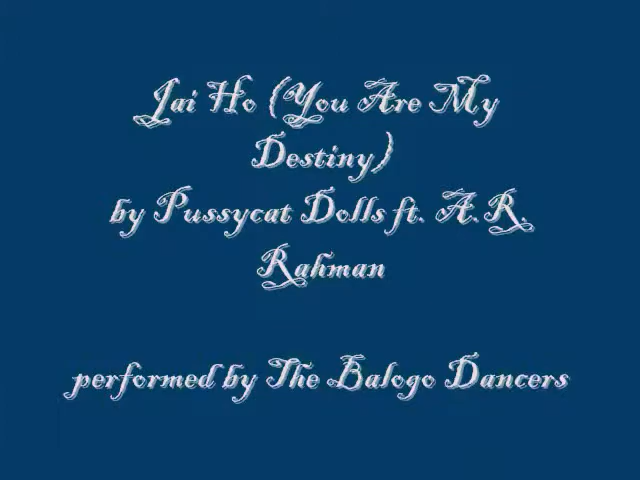 Jai Ho (You Are My
Destiny)
by Pussycat Dolls ft. A.R.
Rahman
performed by The Balogo Dancers